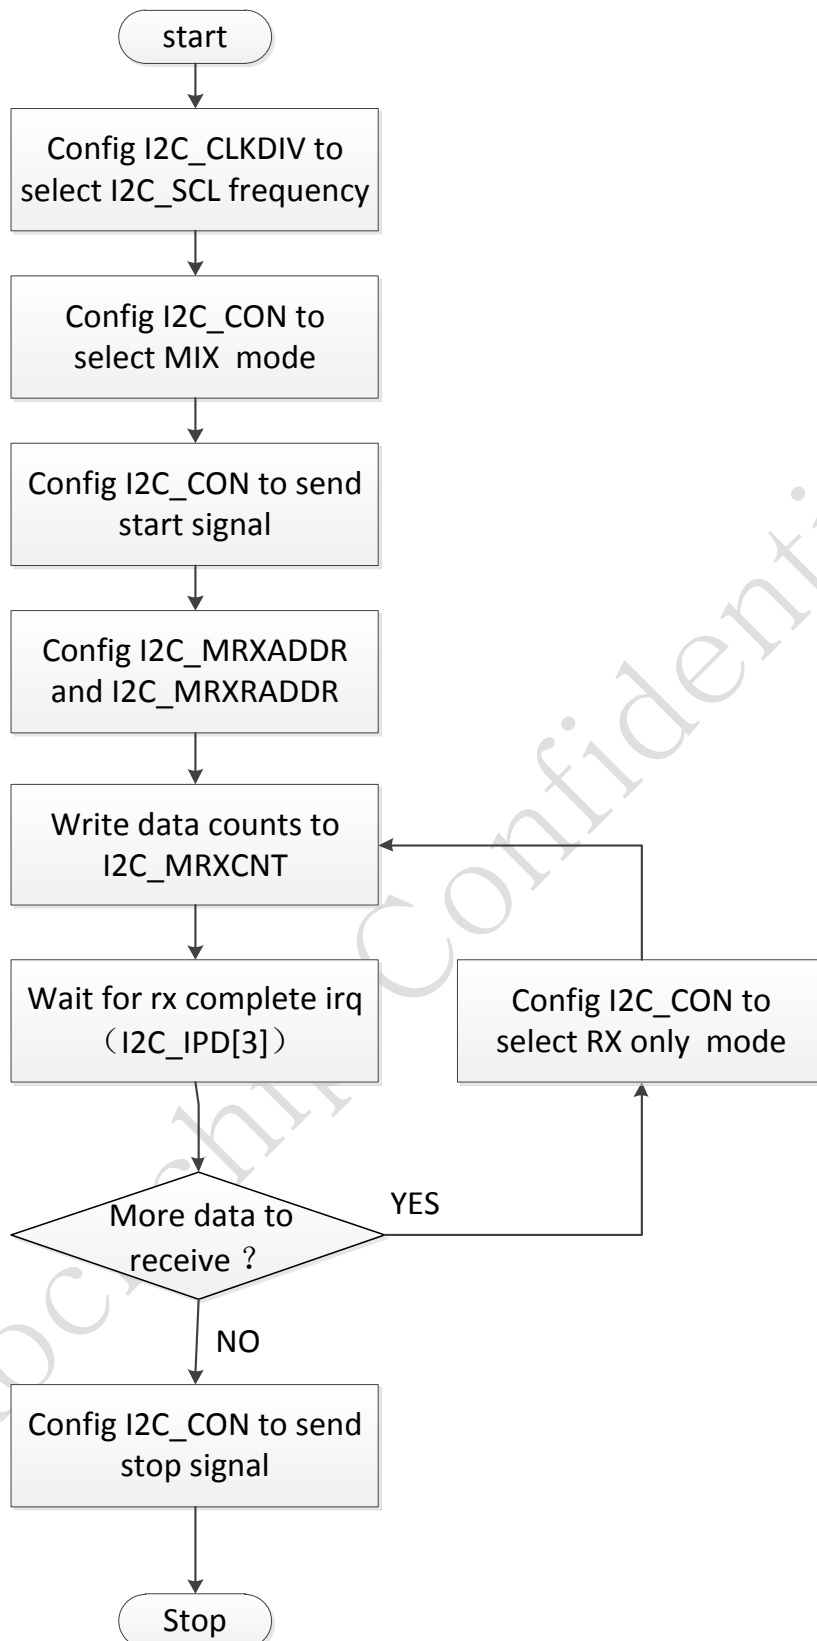 start
Config I2C_CLKDIV to
select I2C_SCL frequency
Config I2C_CON to
select MIX  mode
Config I2C_CON to send
start signal
Config I2C_MRXADDR
and I2C_MRXRADDR
Write data counts to
I2C_MRXCNT
Wait for rx complete irq
（I2C_IPD[3]）
Config I2C_CON to
select RX only  mode
More data to
receive ？
YES
NO
Config I2C_CON to send
stop signal
Stop
ockchip Confidenti